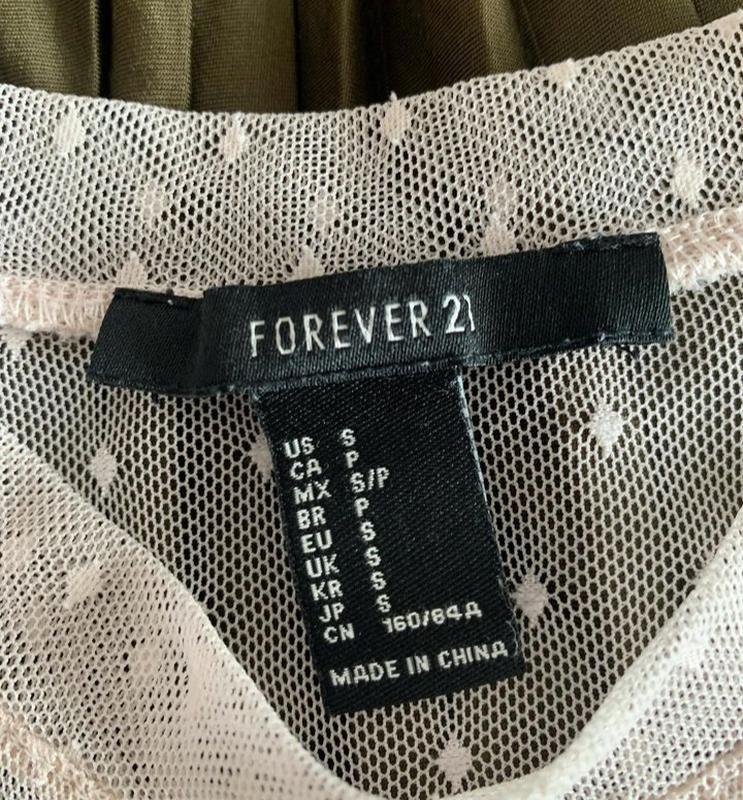 FOREVER 21
US S
CA P
MX S/P
BR P
EU S
UK S
KR S
JP S
CN 160/84A
MADE IN CHINA